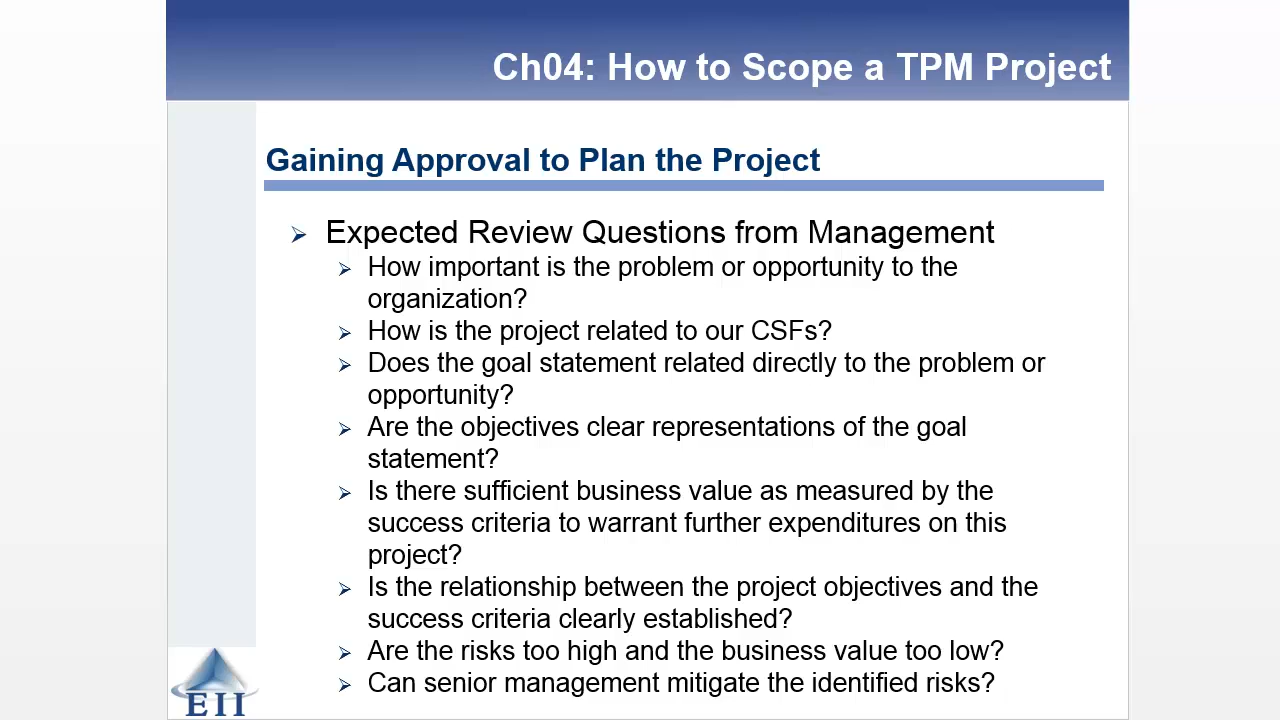 Ch04: How to Scope a TPM Project
Gaining Approval to Plan the Project
Expected Review Questions from Management
How important is the problem or opportunity to the
organization?
How is the project related to our CSFs?
Does the goal statement related directly to the problem or
opportunity?
Are the objectives clear representations of the goal
statement?
Is there sufficient business value as measured by the
success criteria to warrant further expenditures on this
project?
Is the relationship between the project objectives and the
success criteria clearly established?
Are the risks too high and the business value too low?
Can senior management mitigate the identified risks?
EII